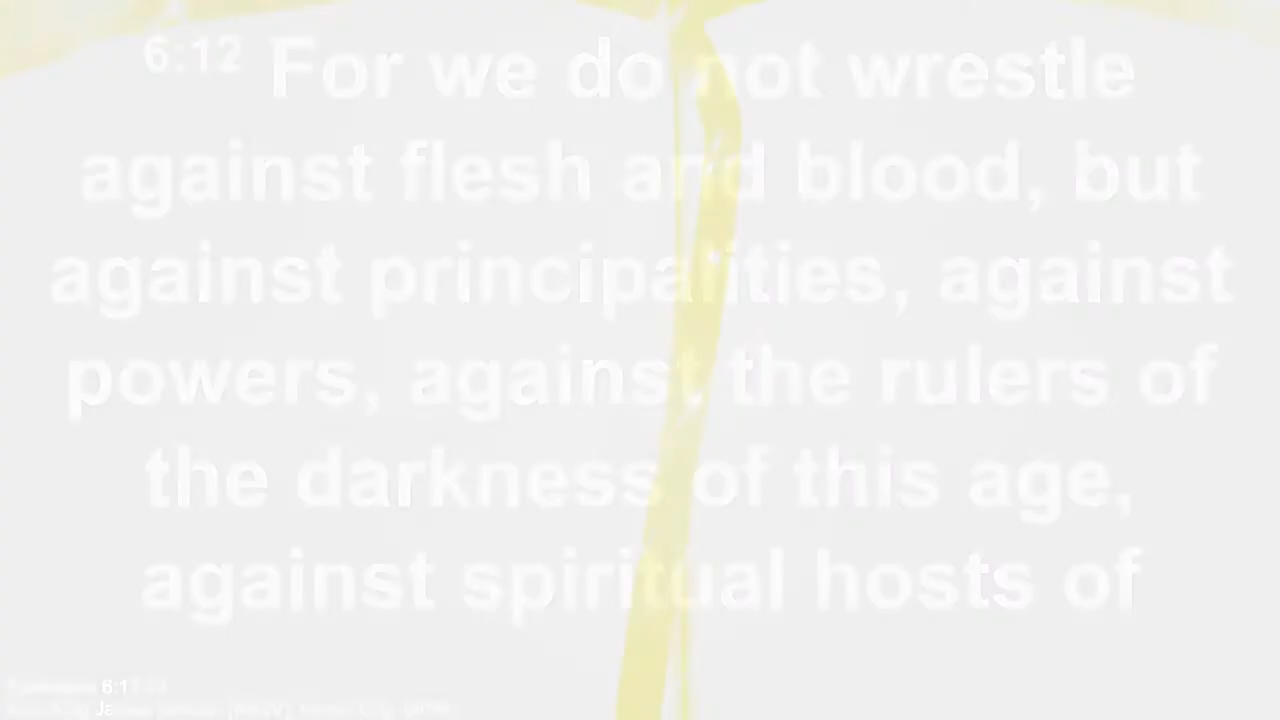 6:12 For we do not wrestle
against flesh and blood, but
against principalities, against
powers, against the rulers of
the darkness of this age,
against spiritual hosts of